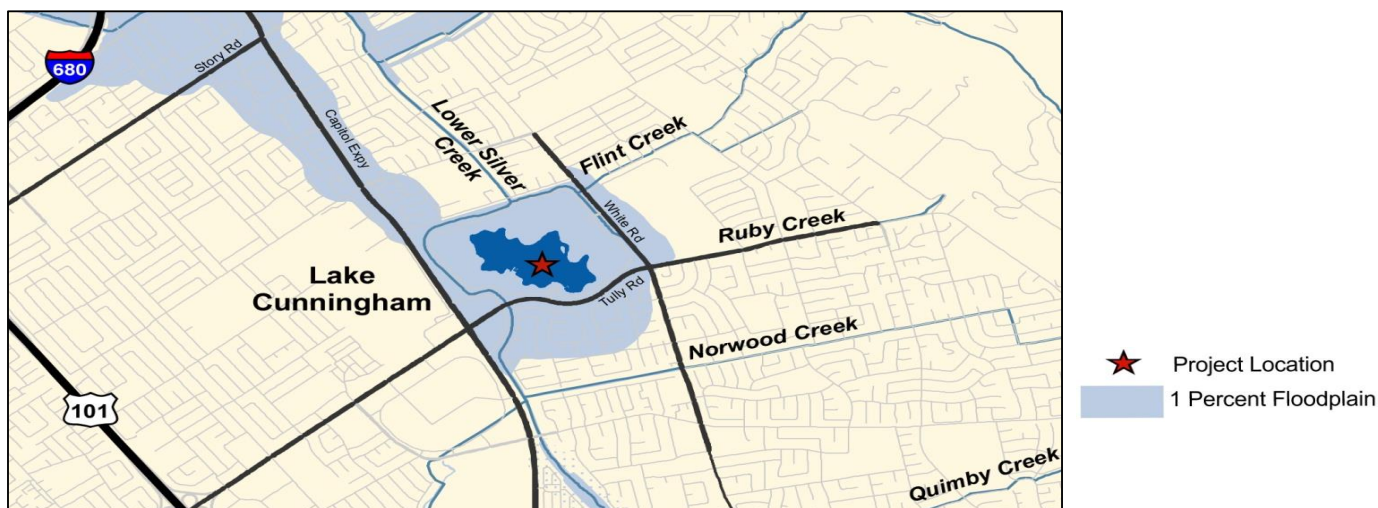 680
Story Rd
Capitol Expy
Lower Silver
Creek
Flint Creek
White Rd
Ruby Creek
Lake
Cunningham
Tully Rd
Norwood Creek
101
Quimby Creek
Project Location
1 Percent Floodplain